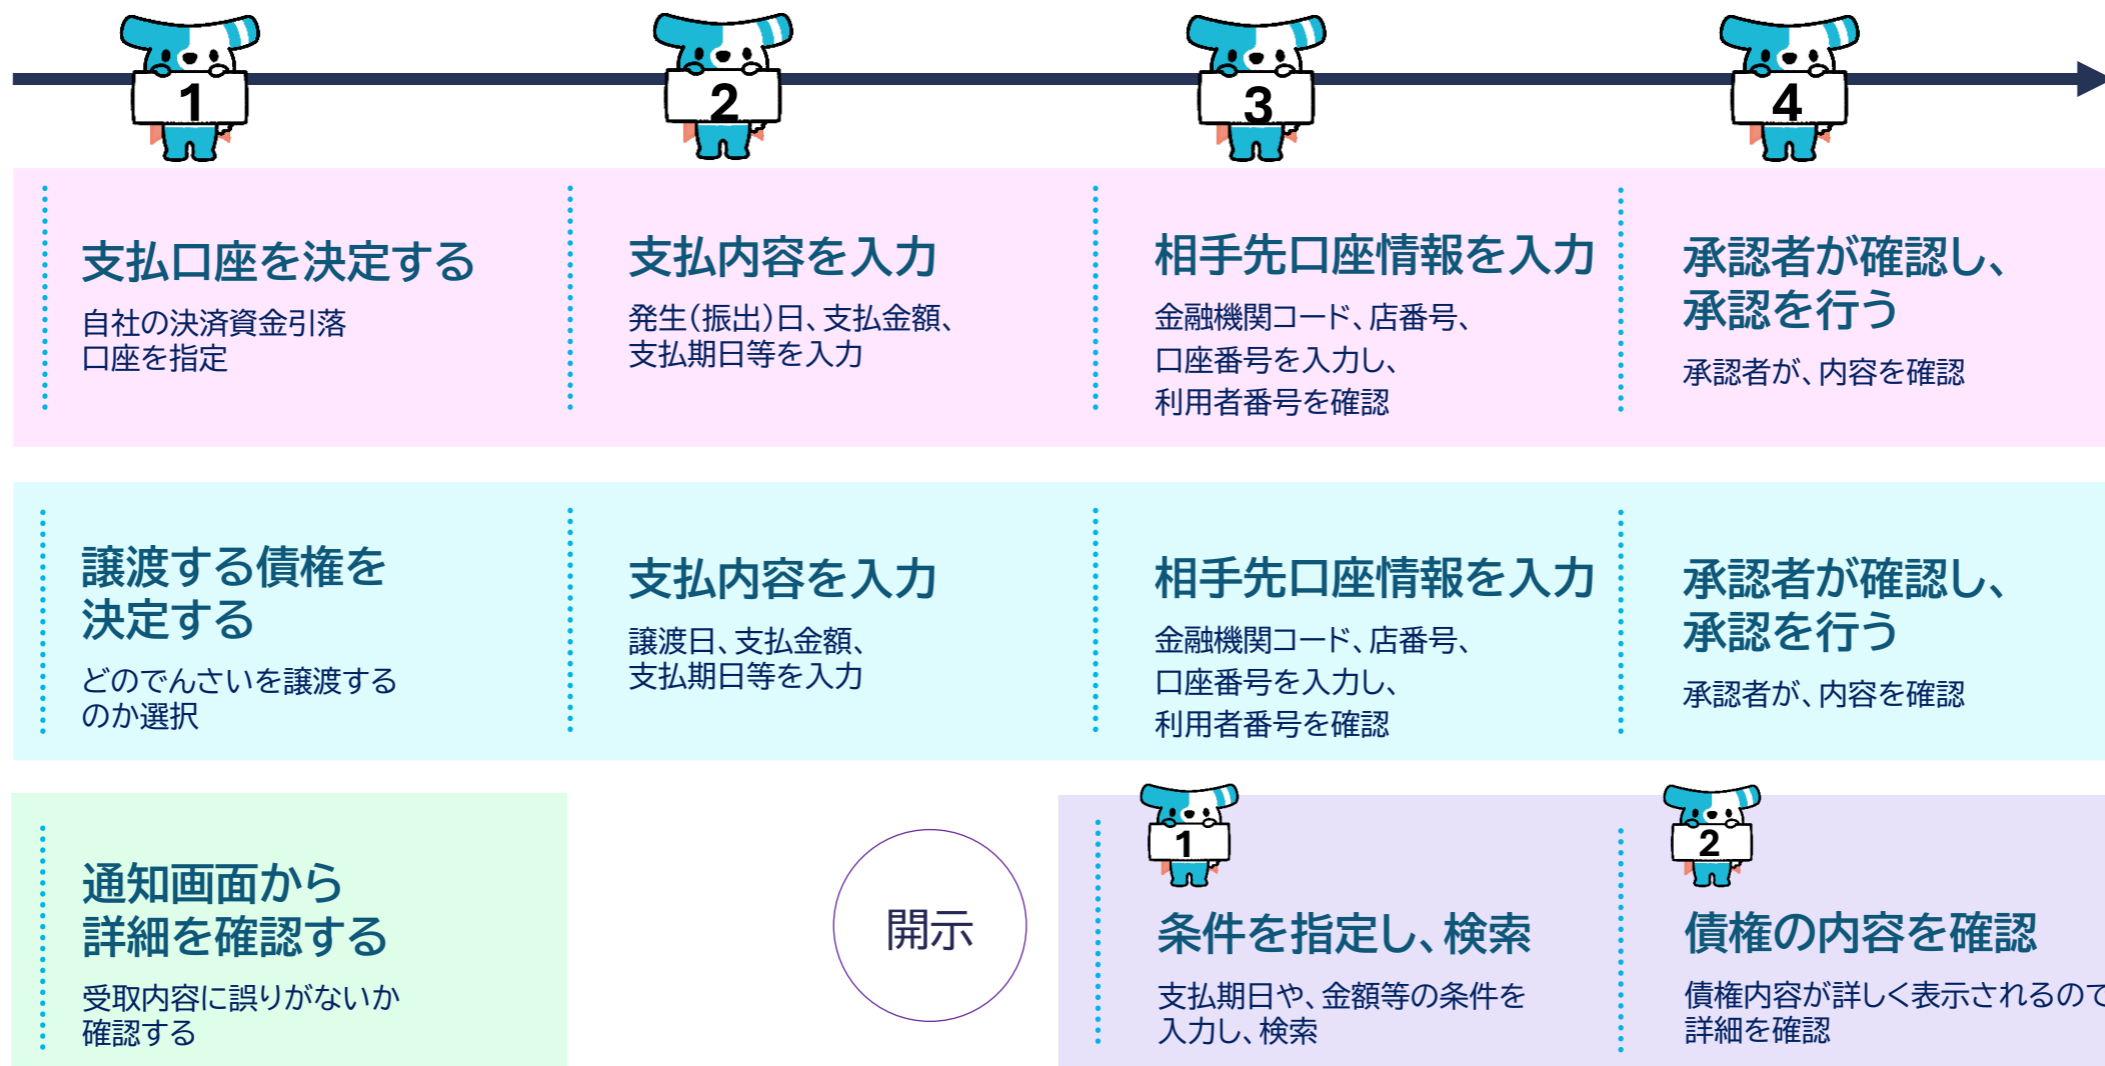 1
2
3
4
支払口座を決定する
自社の決済資金引落
口座を指定
支払内容を入力
発生(振出)日、支払金額、
支払期日等を入力
相手先口座情報を入力
金融機関コード、店番号、
口座番号を入力し、
利用者番号を確認
承認者が確認し、
承認を行う
承認者が、内容を確認
譲渡する債権を
決定する
どのでんさいを譲渡する
のか選択
支払内容を入力
譲渡日、支払金額、
支払期日等を入力
相手先口座情報を入力
金融機関コード、店番号、
口座番号を入力し、
利用者番号を確認
承認者が確認し、
承認を行う
承認者が、内容を確認
通知画面から
詳細を確認する
受取内容に誤りがないか
確認する
開示
1
条件を指定し、検索
支払期日や、金額等の条件を
入力し、検索
2
債権の内容を確認
債権内容が詳しく表示されるので
詳細を確認